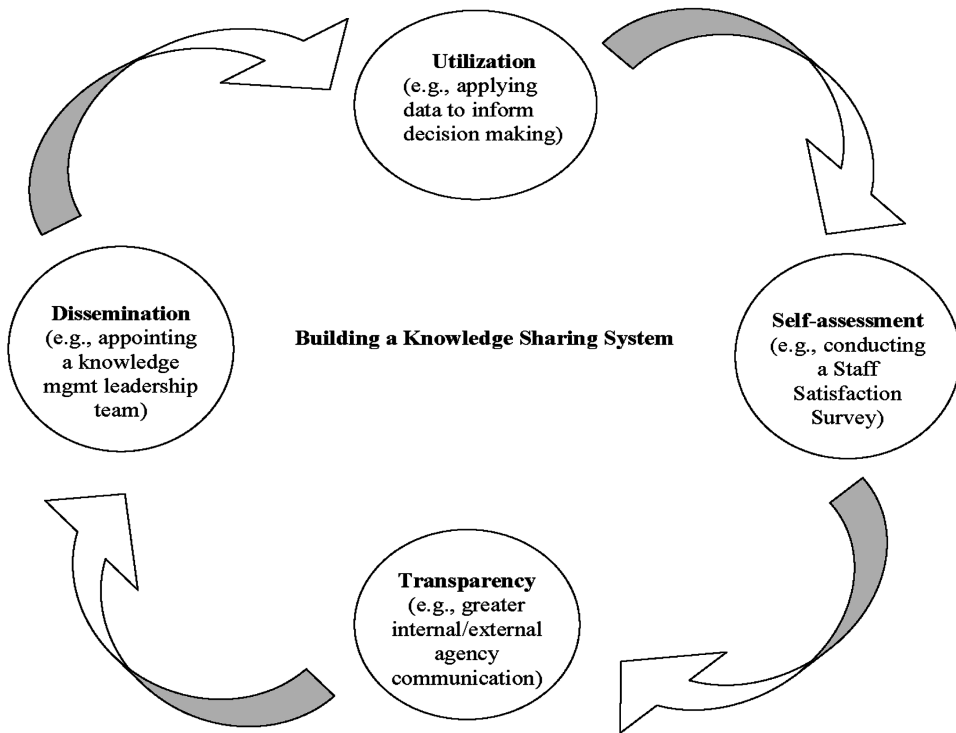 Utilization
(e.g., applying
data to inform
decision making)
Dissemination
(e.g., appointing
a knowledge
mgmt leadership
team)
Building a Knowledge Sharing System
Self-assessment
(e.g., conducting
a Staff
Satisfaction
Survey)
Transparency
(e.g., greater
internal/external
agency
communication)